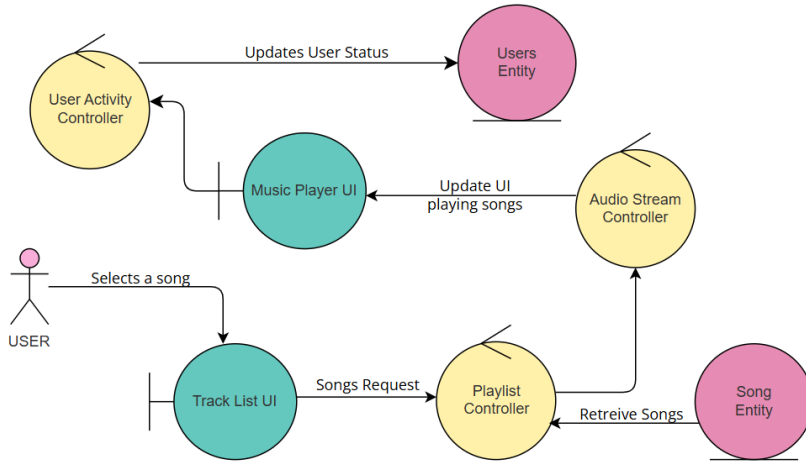 Updates User Status
Users
Entity
User Activity
Controller
Music Player UI
Update UI
playing songs
Audio Stream
Controller
Selects a song
USER
Track List UI
Songs Request
Playlist
Controller
Retreive Songs
Song
Entity